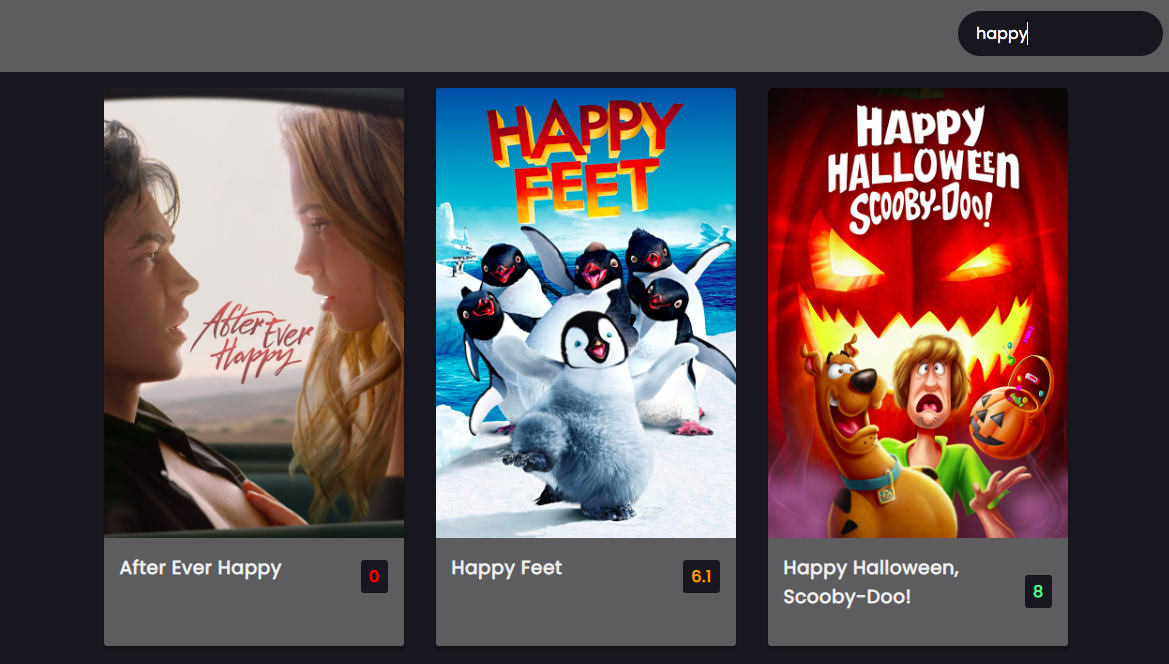 happy
After Ever
Happy
HAPPY
FEET
HAPPY
HALLOWEEN
SCOOBY-DOO!
After Ever Happy
0
Happy Feet
6.1
Happy Halloween,
Scooby-Doo!
8